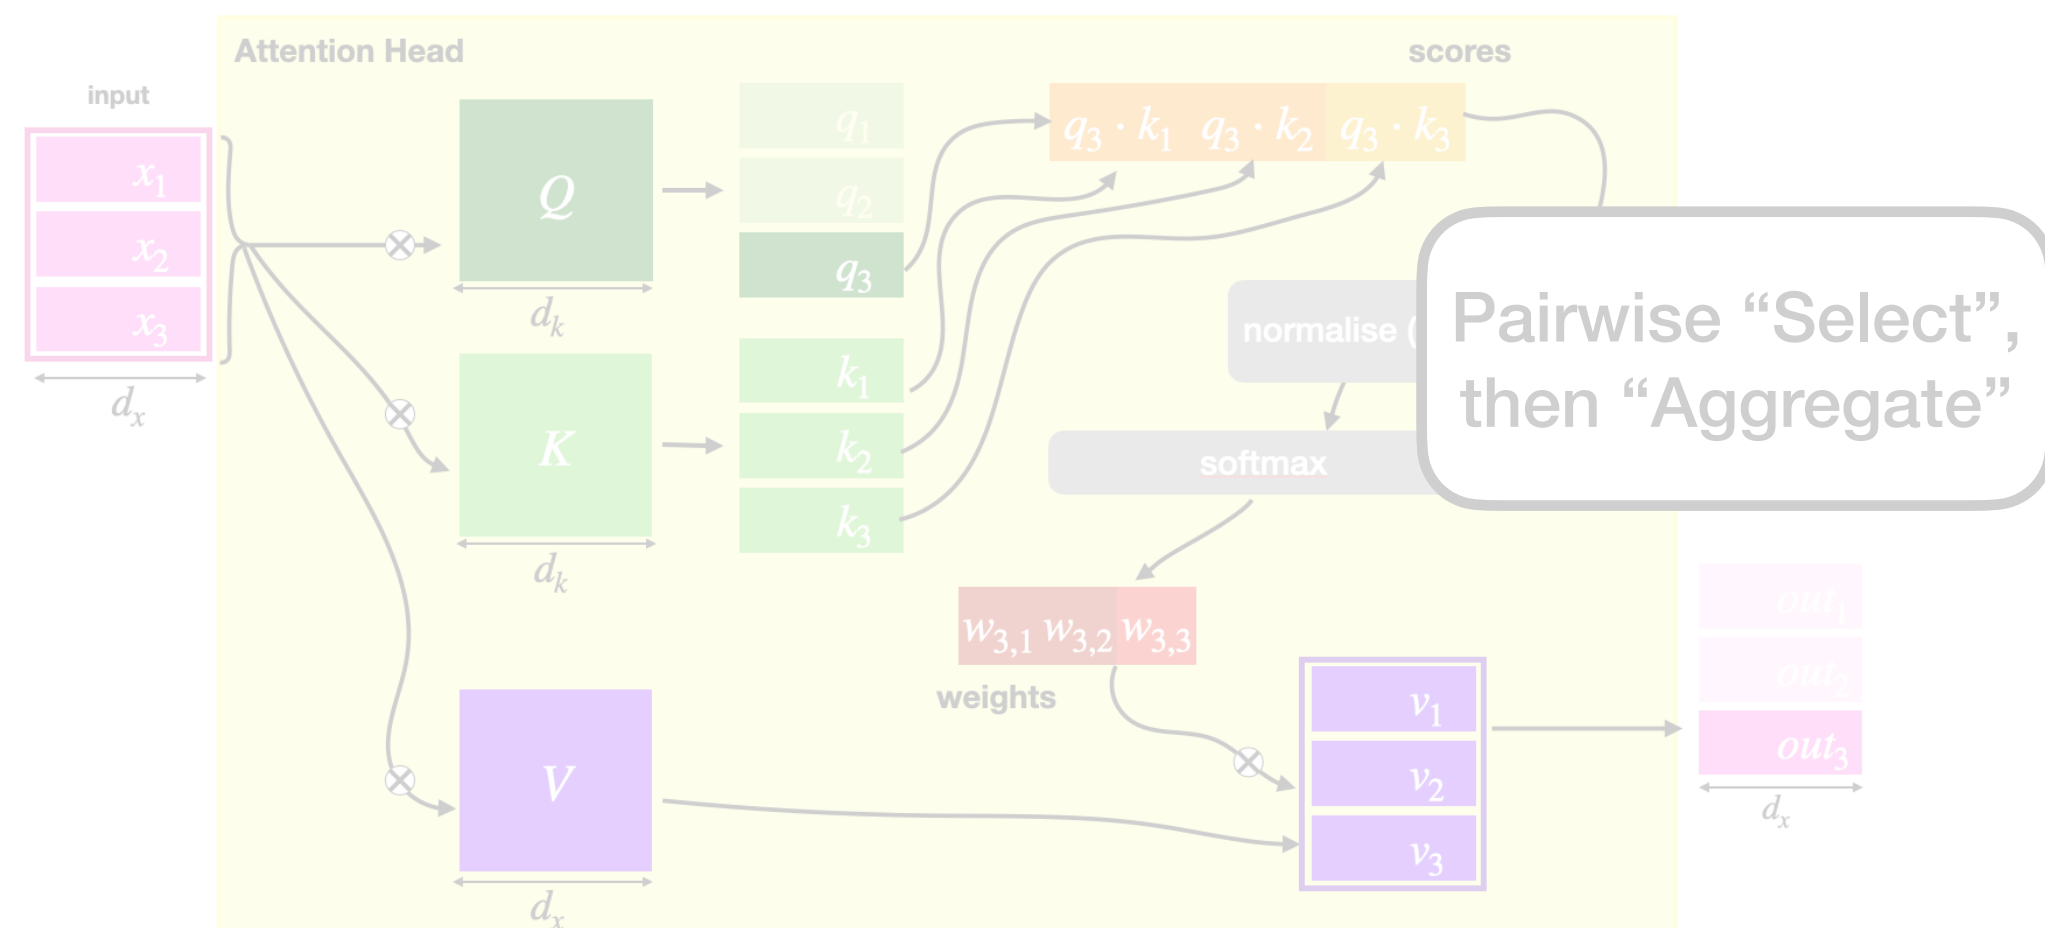 Attention Head
scores
input
x₁
x₂
x₃
dₓ
Q
dₖ
q₁
q₂
q₃
q₃ · k₁ q₃ · k₂ q₃ · k₃
K
dₖ
k₁
k₂
k₃
normalise (
softmax
Pairwise “Select”,
then “Aggregate”
w₃,₁ w₃,₂ w₃,₃
weights
V
dₓ
v₁
v₂
v₃
out₁
out₂
out₃
dₓ